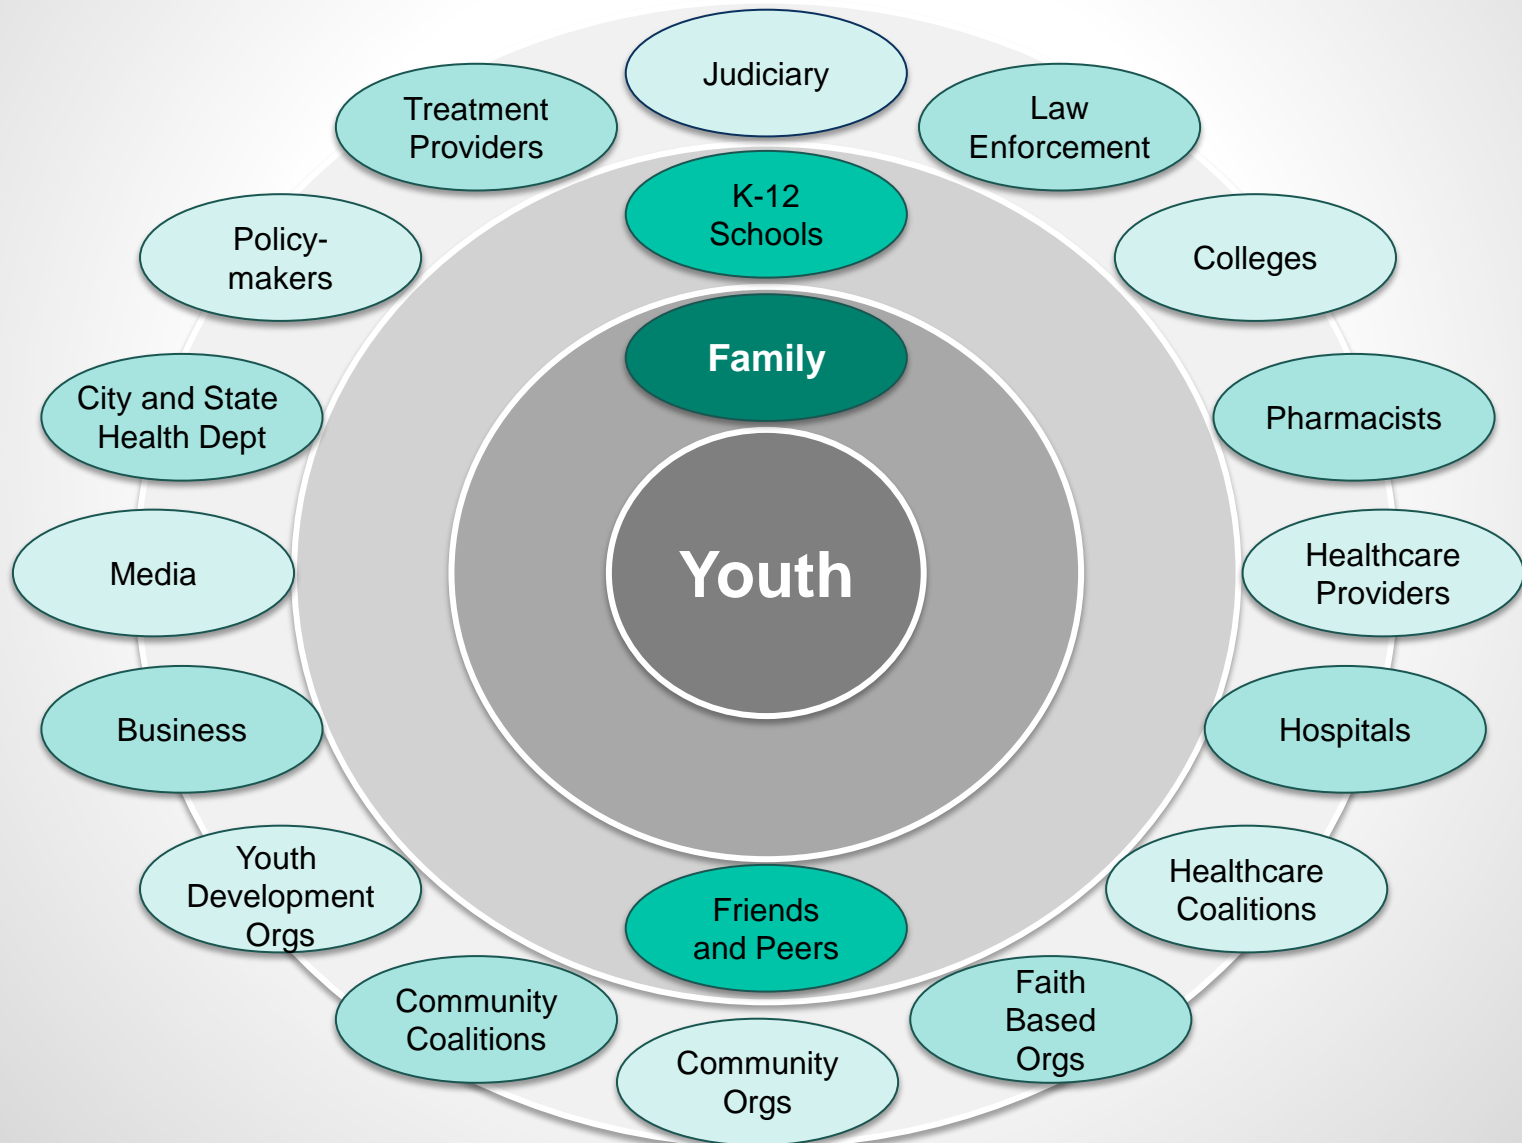 Judiciary
Treatment
Providers
Law
Enforcement
K-12
Schools
Policy-
makers
Colleges
Family
City and State
Health Dept
Pharmacists
Youth
Media
Healthcare
Providers
Business
Hospitals
Youth
Development
Orgs
Healthcare
Coalitions
Friends
and Peers
Community
Coalitions
Faith
Based
Orgs
Community
Orgs